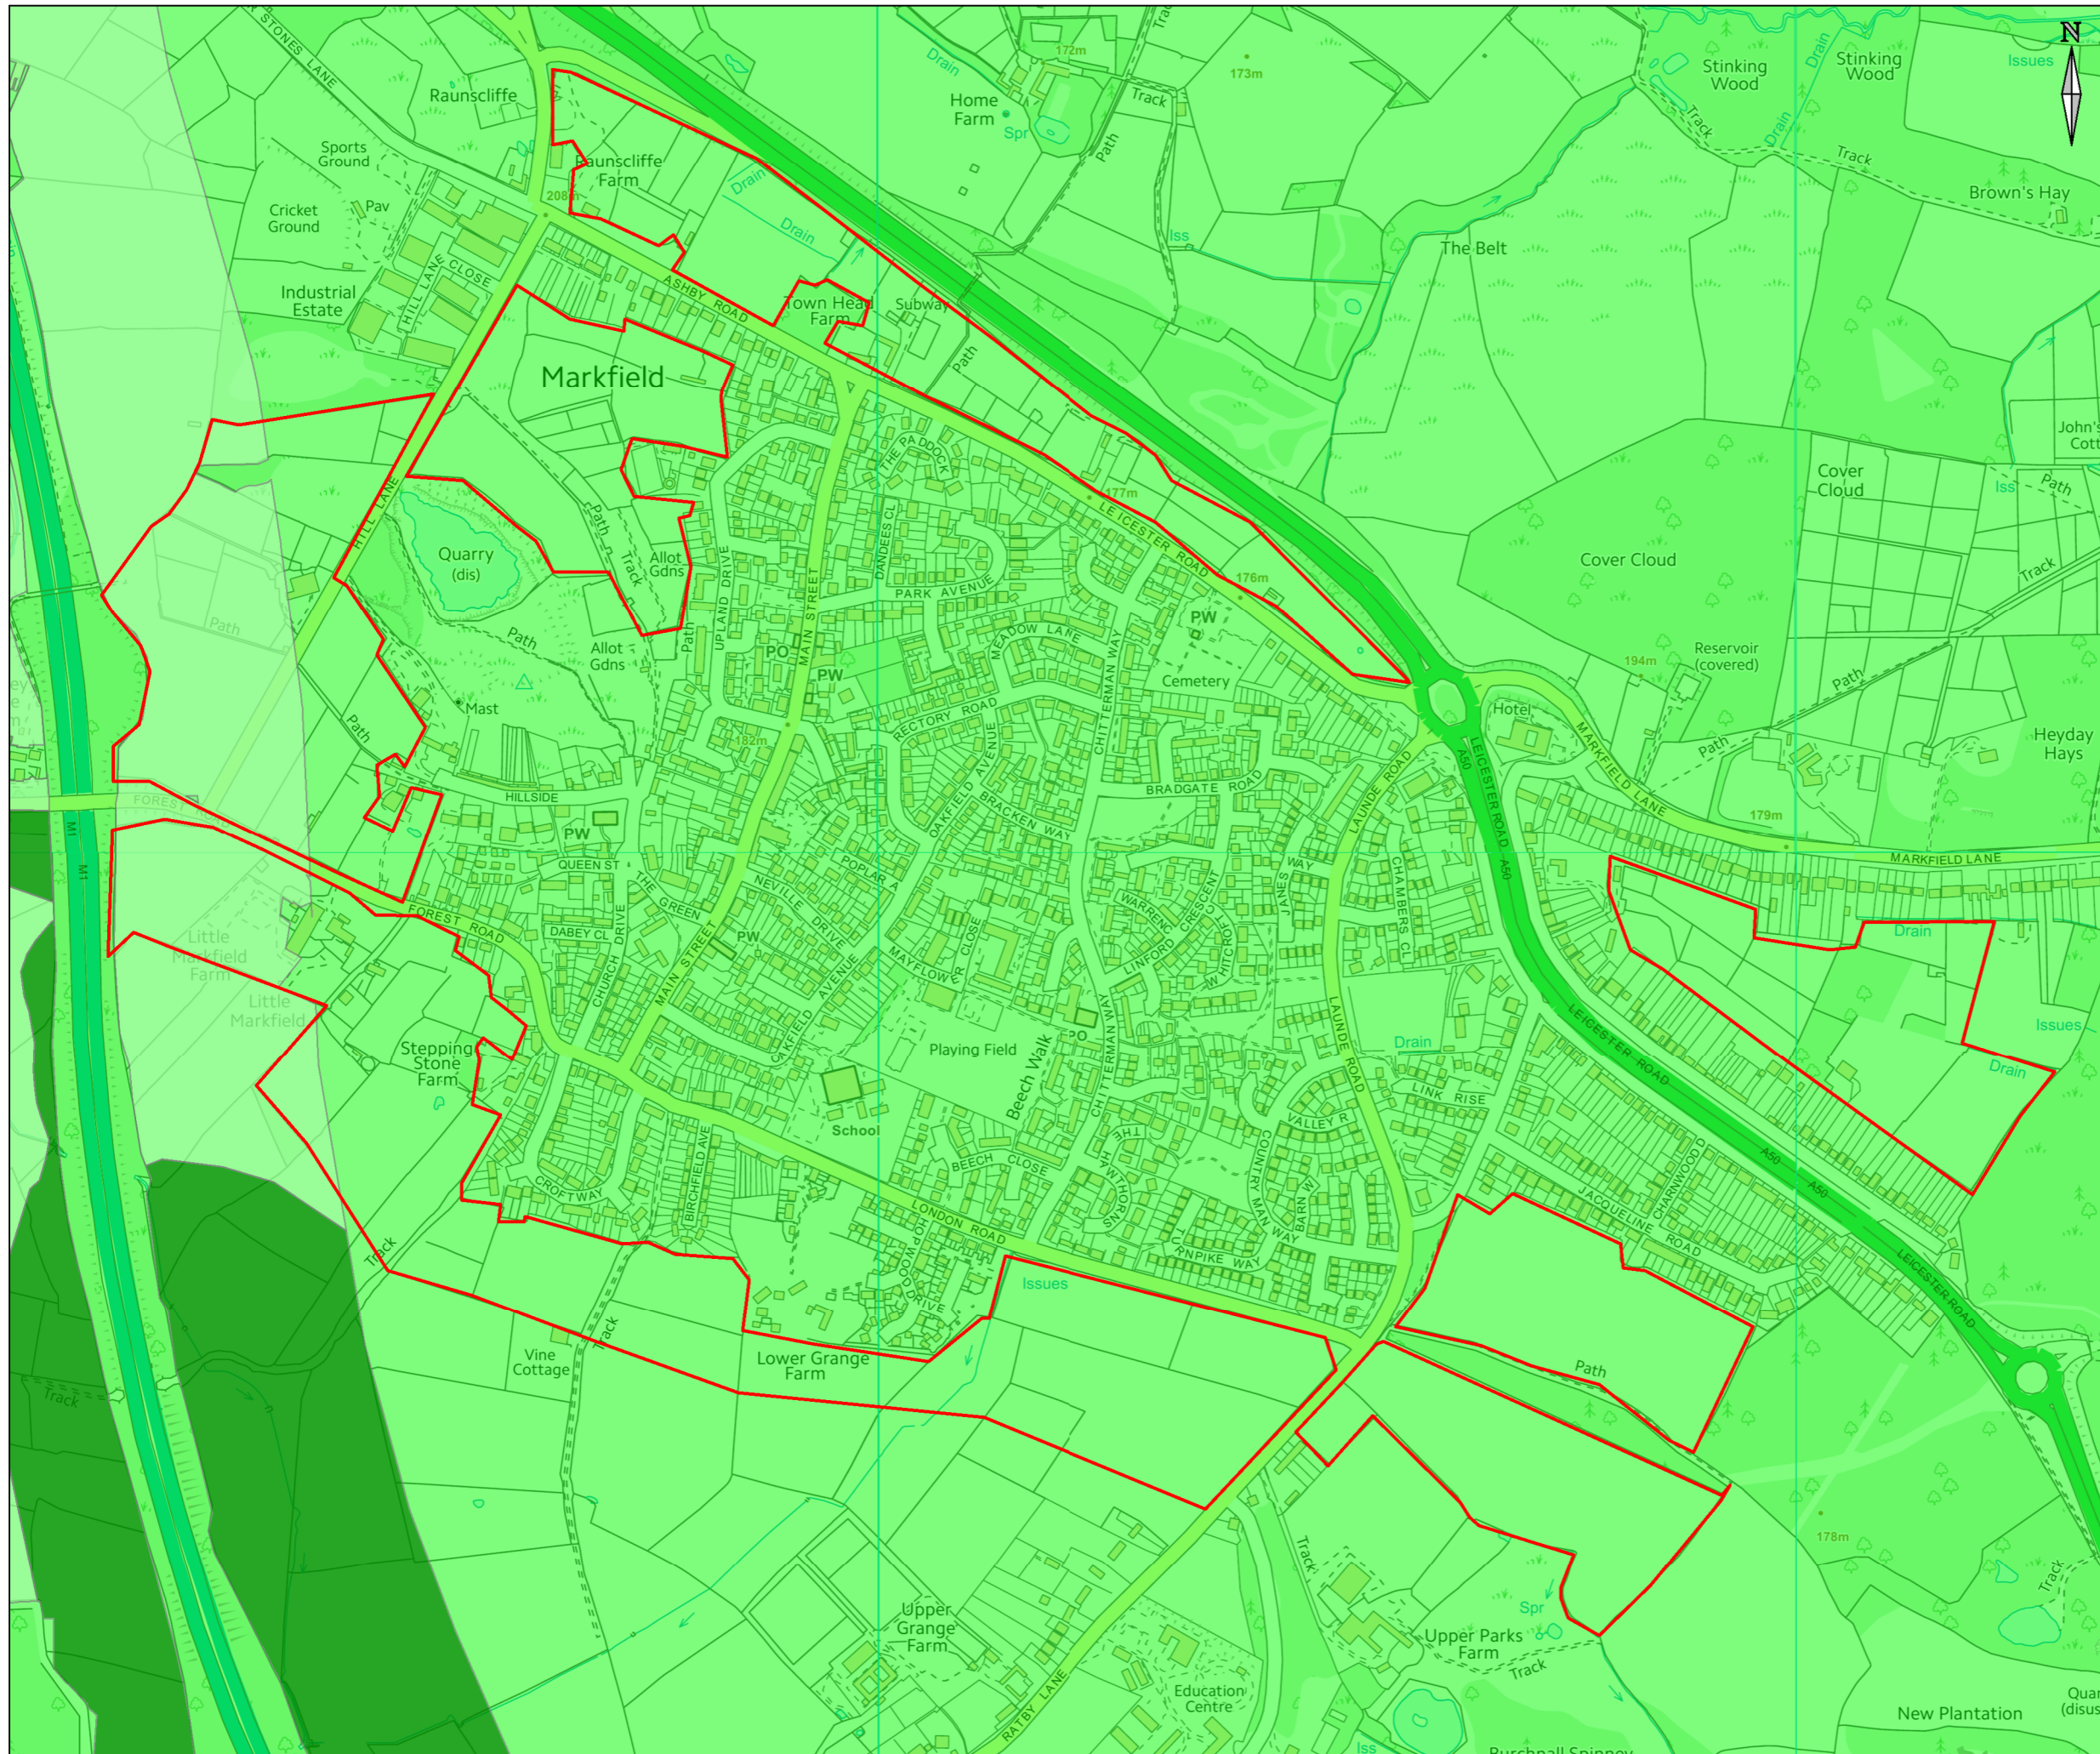 N
STONES LANE
Raunscliffe
Drain
Home
Farm
Spr
172m
Track
173m
Path
Stinking
Wood
Stinking
Wood
Drain
Issues
Track
Drain
Track
Brown's Hay
Sports
Ground
Cricket
Ground
Pav
Raunscliffe
Farm
208m
Drain
Drain
Iss
The Belt
Industrial
Estate
HILL LANE CLOSE
ASHBY ROAD
Town Head
Farm
Subway
Path
Markfield
THE PADDOCK
177m
LEICESTER ROAD
Cover
Cloud
John's
Cott
Iss
Path
HILL LANE
Quarry
(dis)
Path
Track
Allot
Gdns
UPLAND DRIVE
DANDEES CL
MAIN STREET
PARK AVENUE
176m
Cover Cloud
Track
Path
Path
Allot
Gdns
Path
PO
PW
MEADOW LANE
CHITTERMAN WAY
PW
Cemetery
194m
Reservoir
(covered)
Path
Mast
Path
182m
RECTORY ROAD
Hotel
MARKFIELD LANE
Path
Heyday
Hays
FOREST
M1
M1
HILLSIDE
PW
OAKFIELD AVENUE
BRACKEN WAY
BRADGATE ROAD
LAUNDE ROAD
A50
LEICESTER ROAD A50
179m
MARKFIELD LANE
QUEEN ST
THE GREEN
POPLAR A
NEVILLE DRIVE
WARREN C
LINFORD CRESCENT
WHITCROFT
JANES WAY
CHAMBERS CL
FOREST ROAD
DABEY CL
CHURCH DRIVE
MAIN STREET
PW
MAYFLOWER CLOSE
Little
Markfield
Farm
Little
Markfield
Drain
Stepping
Stone
Farm
OAKFIELD AVENUE
School
Playing Field
Beech Walk
PO
CHITTERMAN WAY
LAUNDE ROAD
Drain
LINK RISE
LEICESTER ROAD
Issues
Drain
BIRCHFIELD AVE
CROFTWAY
BEECH CLOSE
THE HAWTHORNS
VALLEY R
COUNTRY MAN WAY
BARN W
TURNPIKE WAY
A50
A50
CHARNWOOD D
JACQUELINE ROAD
LEICESTER ROAD
LONDON ROAD
HOPWOOD DRIVE
Track
Issues
Track
Vine
Cottage
Track
Lower Grange
Farm
Path
178m
Track
Upper
Grange
Farm
RATBY LANE
Education
Centre
Track
Spr
Upper Parks
Farm
Track
Iss
Burchnall Spinney
New Plantation
Quar
(disus